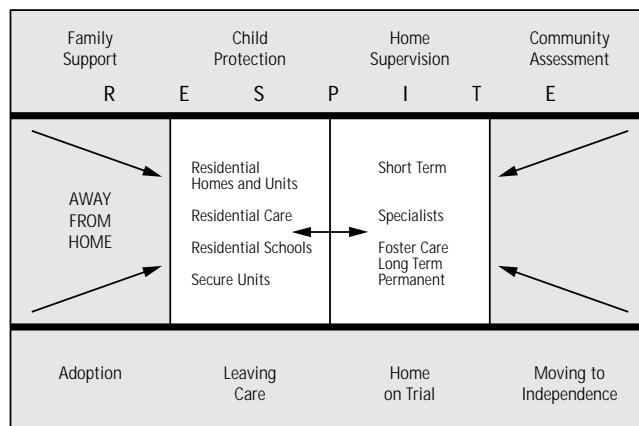 Family
Support
Child
Protection
Home
Supervision
Community
Assessment
R E S P I T E
AWAY
FROM
HOME
Residential
Homes and Units
Residential Care
Residential Schools
Secure Units
Short Term
Specialists
Foster Care
Long Term
Permanent
Adoption
Leaving
Care
Home
on Trial
Moving to
Independence